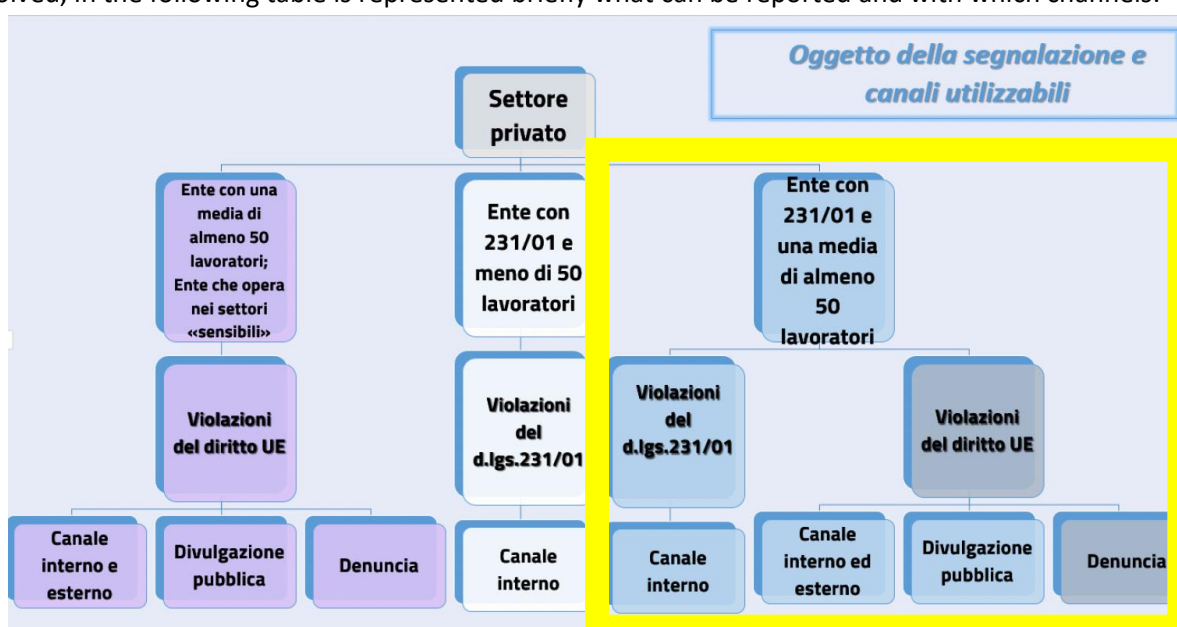 olved, in the following table is represented briefly what can be reported and with which channels.
Oggetto della segnalazione e
canali utilizzabili
Settore
privato
Ente con una
media di
almeno 50
lavoratori;
Ente che opera
nei settori
«sensibili»
Ente con
231/01 e
meno di 50
lavoratori
Ente con
231/01 e
una media
di almeno
50
lavoratori
Violazioni
del diritto UE
Violazioni
del
d.lgs.231/01
Violazioni
del
d.lgs.231/01
Violazioni
del diritto UE
Canale
interno e
esterno
Divulgazione
pubblica
Denuncia
Canale
interno
Canale
interno
Canale
interno ed
esterno
Divulgazione
pubblica
Denuncia